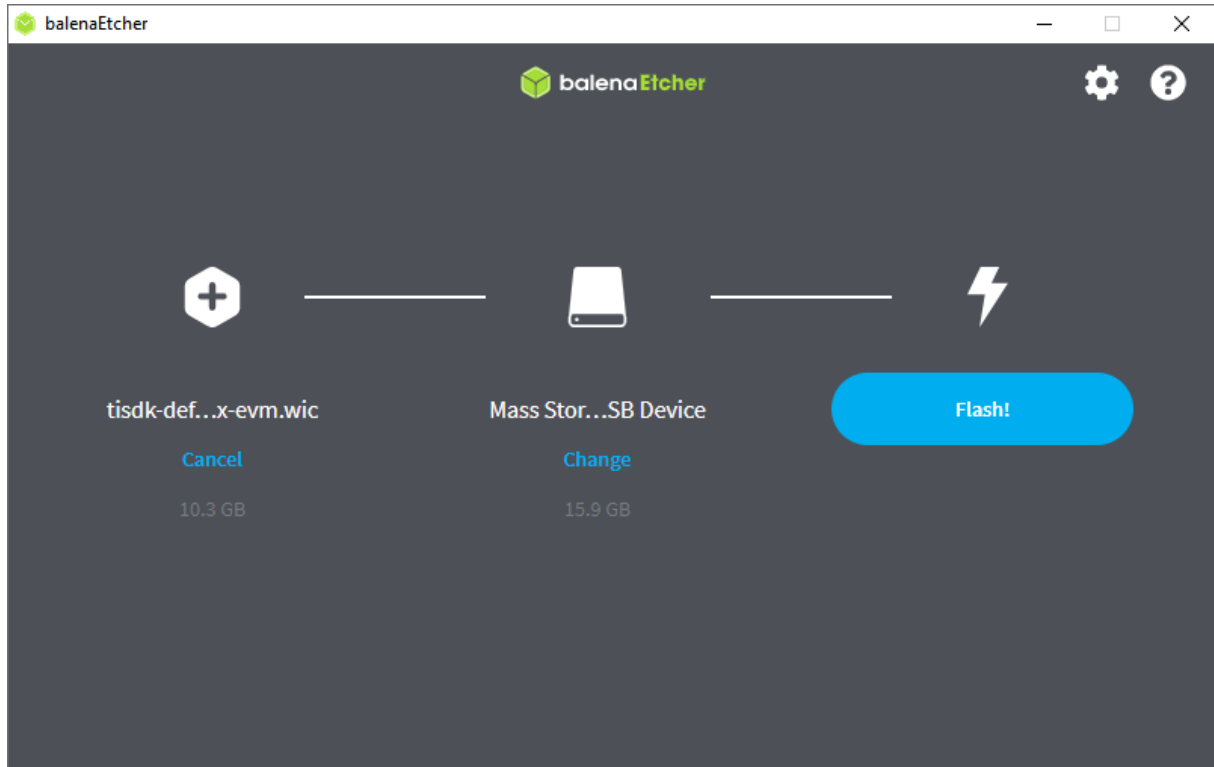 balenaEtcher
balenaEtcher
tisdk-def...x-evm.wic
Mass Stor...SB Device
Flash!
Cancel
Change
10.3 GB
15.9 GB